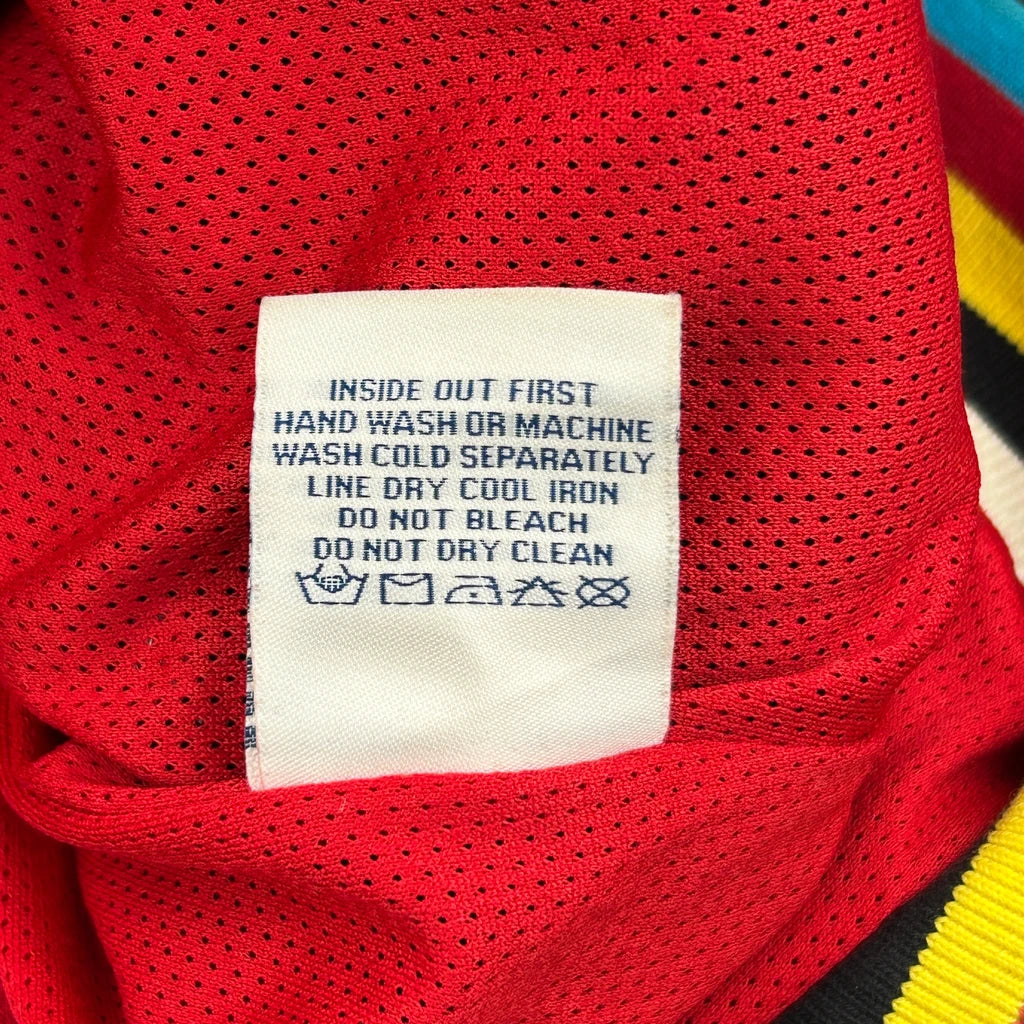 INSIDE OUT FIRST
HAND WASH OR MACHINE
WASH COLD SEPARATELY
LINE DRY COOL IRON
DO NOT BLEACH
DO NOT DRY CLEAN